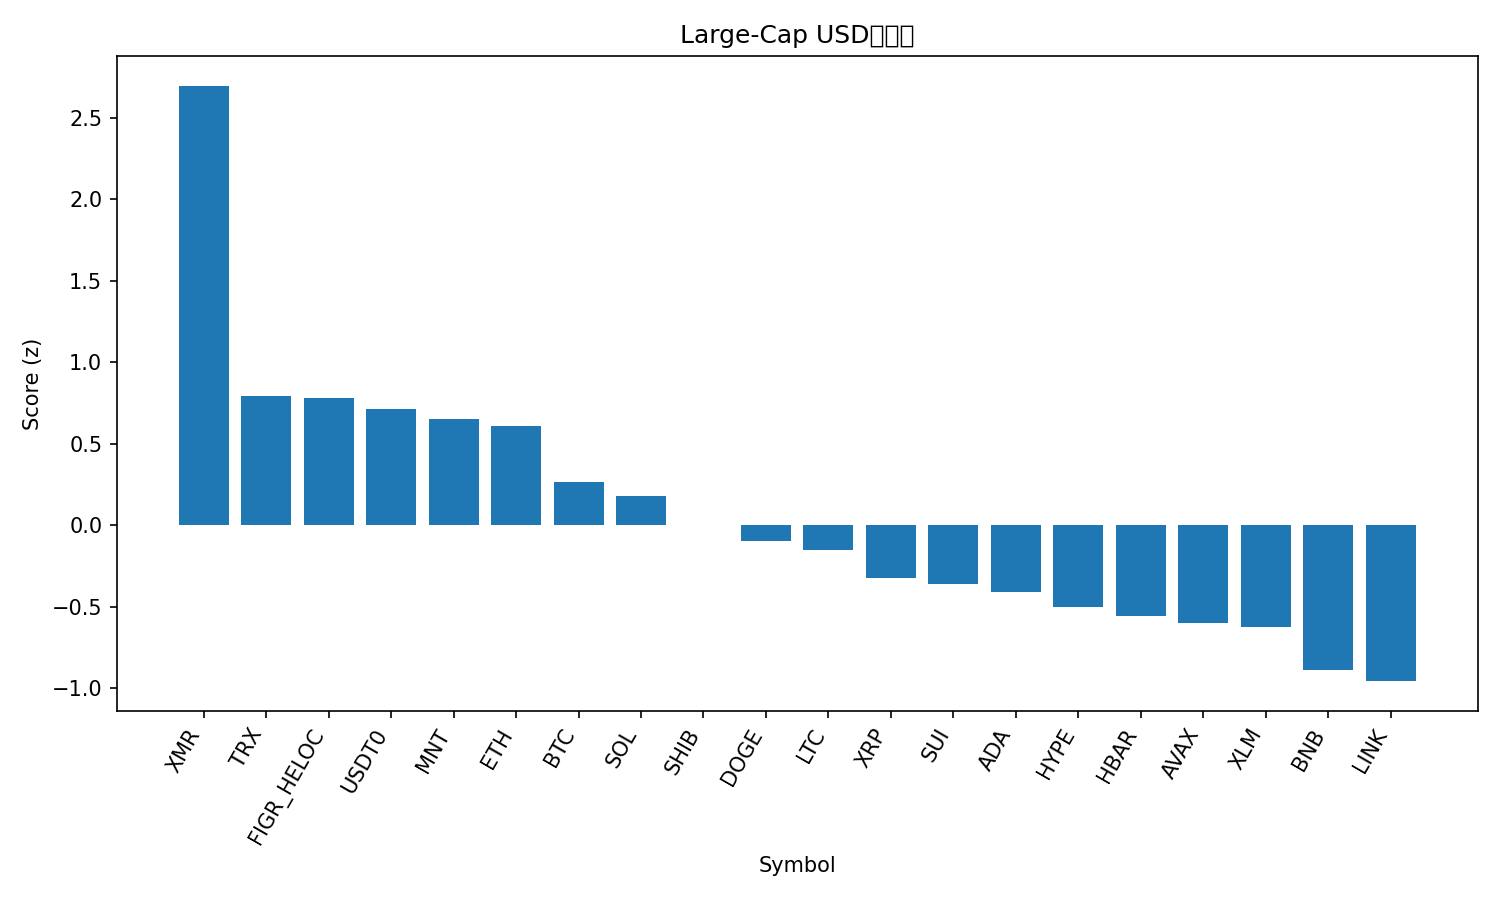 Large-Cap USD
Score (z)
2.5
2.0
1.5
1.0
0.5
0.0
−0.5
−1.0
XMR
TRX
FIGR_HELOC
USDT0
MNT
ETH
BTC
SOL
SHIB
DOGE
LTC
XRP
SUI
ADA
HYPE
HBAR
AVAX
XLM
BNB
LINK
Symbol